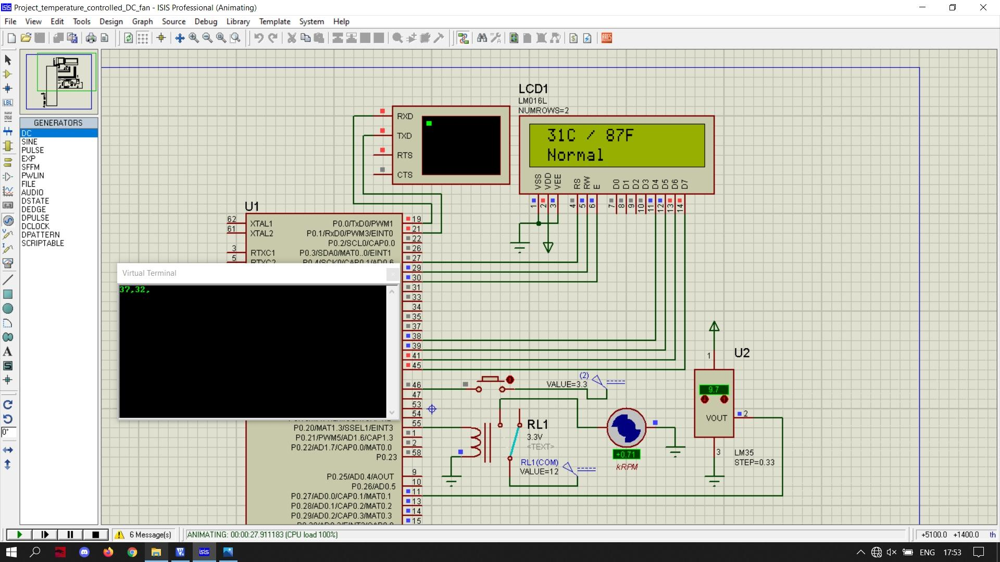 Project_temperature_controlled_DC_fan - ISIS Professional (Animating)
File View Edit Tools Design Graph Source Debug Library Template System Help
LBL
ARES
GENERATORS
DC
SINE
PULSE
EXP
SFFM
PWLIN
FILE
AUDIO
DSTATE
DEDGE
DPULSE
DCLOCK
DPATTERN
SCRIPTABLE
A
S
0°
LCD1
LM016L
NUMROWS=2
RXD
TXD
RTS
CTS
31C / 87F
Normal
VSS VDD VEE RS RW E D0 D1 D2 D3 D4 D5 D6 D7
1 2 3 4 5 6 7 8 9 10 11 12 13 14
U1
62 XTAL1 P0.0/TxD0/PWM1 19
61 XTAL2 P0.1/RxD0/PWM3/EINT0 21
P0.2/SCL0/CAP0.0 22
3 RTXC1 P0.3/SDA0/MAT0..0/EINT1 26
5 RTXC2 P0.4/SCK0/CAP0.1/AD0.6 27
29
30
31
33
34
35
37
38
39
41
45
46
47
53
54
Virtual Terminal
37,32,
P0.20/MAT1.3/SSEL1/EINT3 55
P0.21/PWM5/AD1.6/CAP1.3 1
P0.22/AD1.7/CAP0.0/MAT0.0 2
P0.23 58
P0.25/AD0.4/AOUT 9
P0.26/AD0.5 10
P0.27/AD0.0/CAP0.1/MAT0.1 11
P0.28/AD0.1/CAP0.2/MAT0.2 13
P0.29/AD0.2/CAP0.3/MAT0.3 14
15
(2)
VALUE=3.3
RL1
3.3V
<TEXT>
RL1(COM)
VALUE=12
+0.71
kRPM
U2
1
9.7
VOUT
2
3
LM35
STEP=0.33
6 Message(s)
ANIMATING: 00:00:27.911183 (CPU load 100%)
+5100.0 +1400.0 th
isis
ENG
17:53